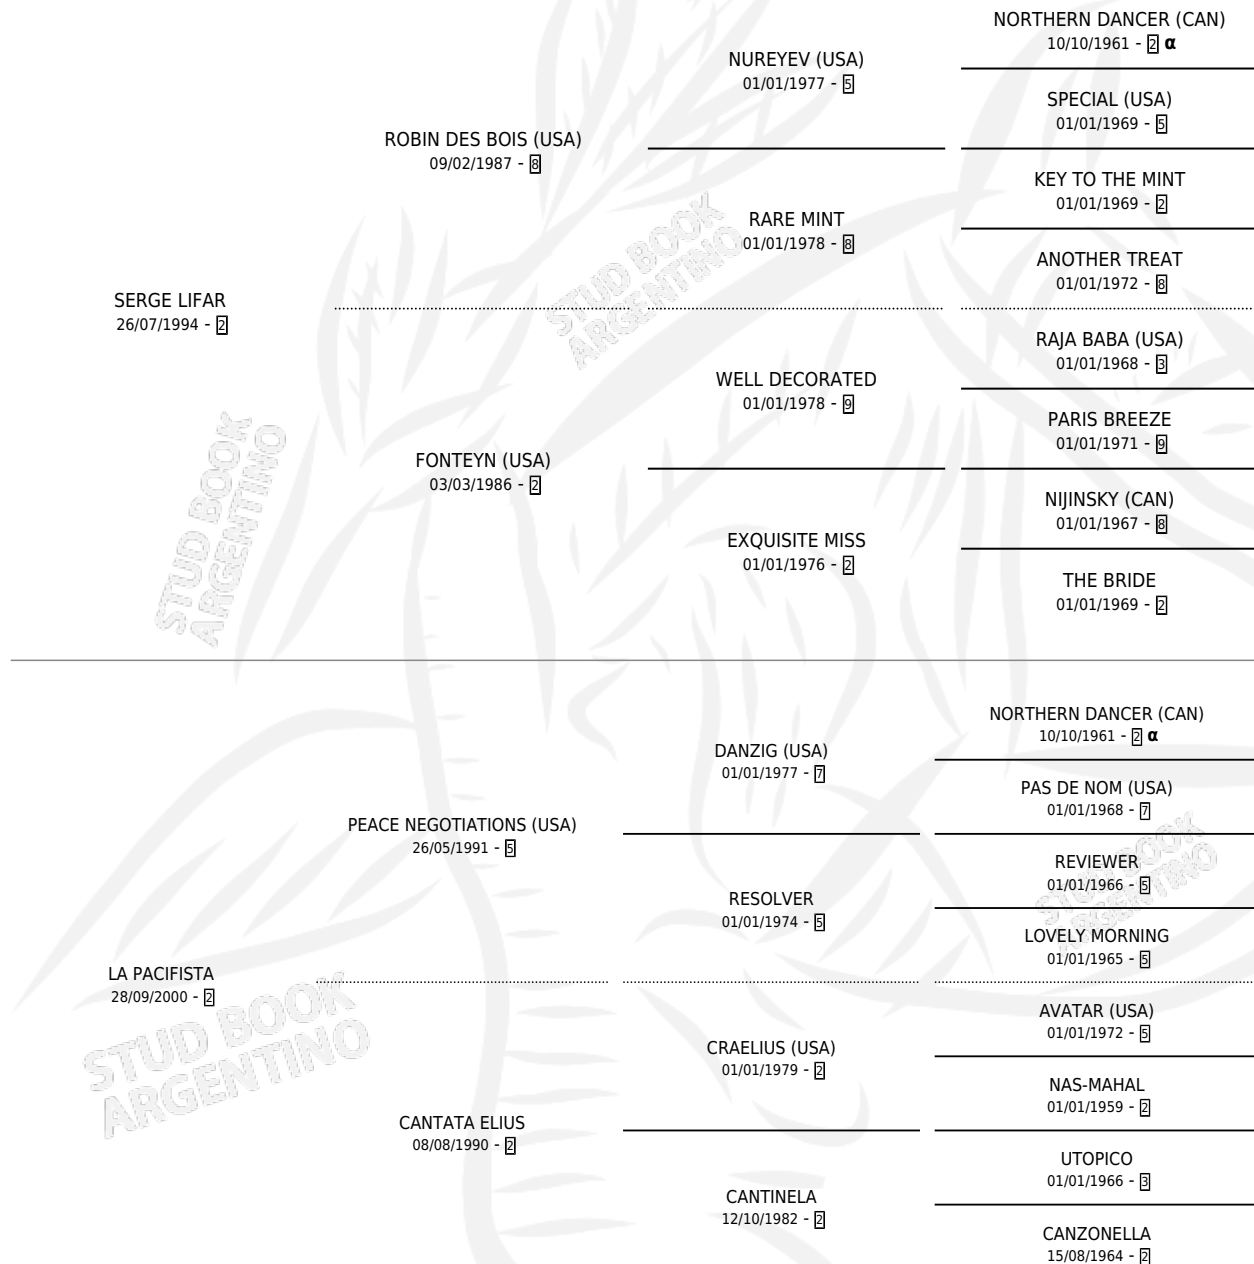 NORTHERN DANCER (CAN)
10/10/1961 - 2 α
NUREYEV (USA)
01/01/1977 - 5
SPECIAL (USA)
01/01/1969 - 5
ROBIN DES BOIS (USA)
09/02/1987 - 8
KEY TO THE MINT
01/01/1969 - 2
RARE MINT
01/01/1978 - 8
ANOTHER TREAT
01/01/1972 - 8
SERGE LIFAR
26/07/1994 - 2
RAJA BABA (USA)
01/01/1968 - 3
WELL DECORATED
01/01/1978 - 9
PARIS BREEZE
01/01/1971 - 9
FONTEYN (USA)
03/03/1986 - 2
NIJINSKY (CAN)
01/01/1967 - 8
EXQUISITE MISS
01/01/1976 - 2
THE BRIDE
01/01/1969 - 2
NORTHERN DANCER (CAN)
10/10/1961 - 2 α
DANZIG (USA)
01/01/1977 - 7
PAS DE NOM (USA)
01/01/1968 - 7
PEACE NEGOTIATIONS (USA)
26/05/1991 - 5
REVIEWER
01/01/1966 - 5
RESOLVER
01/01/1974 - 5
LOVELY MORNING
01/01/1965 - 5
LA PACIFISTA
28/09/2000 - 2
AVATAR (USA)
01/01/1972 - 5
CRAELIUS (USA)
01/01/1979 - 2
NAS-MAHAL
01/01/1959 - 2
CANTATA ELIUS
08/08/1990 - 2
UTOPICO
01/01/1966 - 3
CANTINELA
12/10/1982 - 2
CANZONELLA
15/08/1964 - 2
STUD BOOK
ARGENTINO
STUD BOOK
ARGENTINO
STUD BOOK
ARGENTINO
STUD BOOK
ARGENTINO